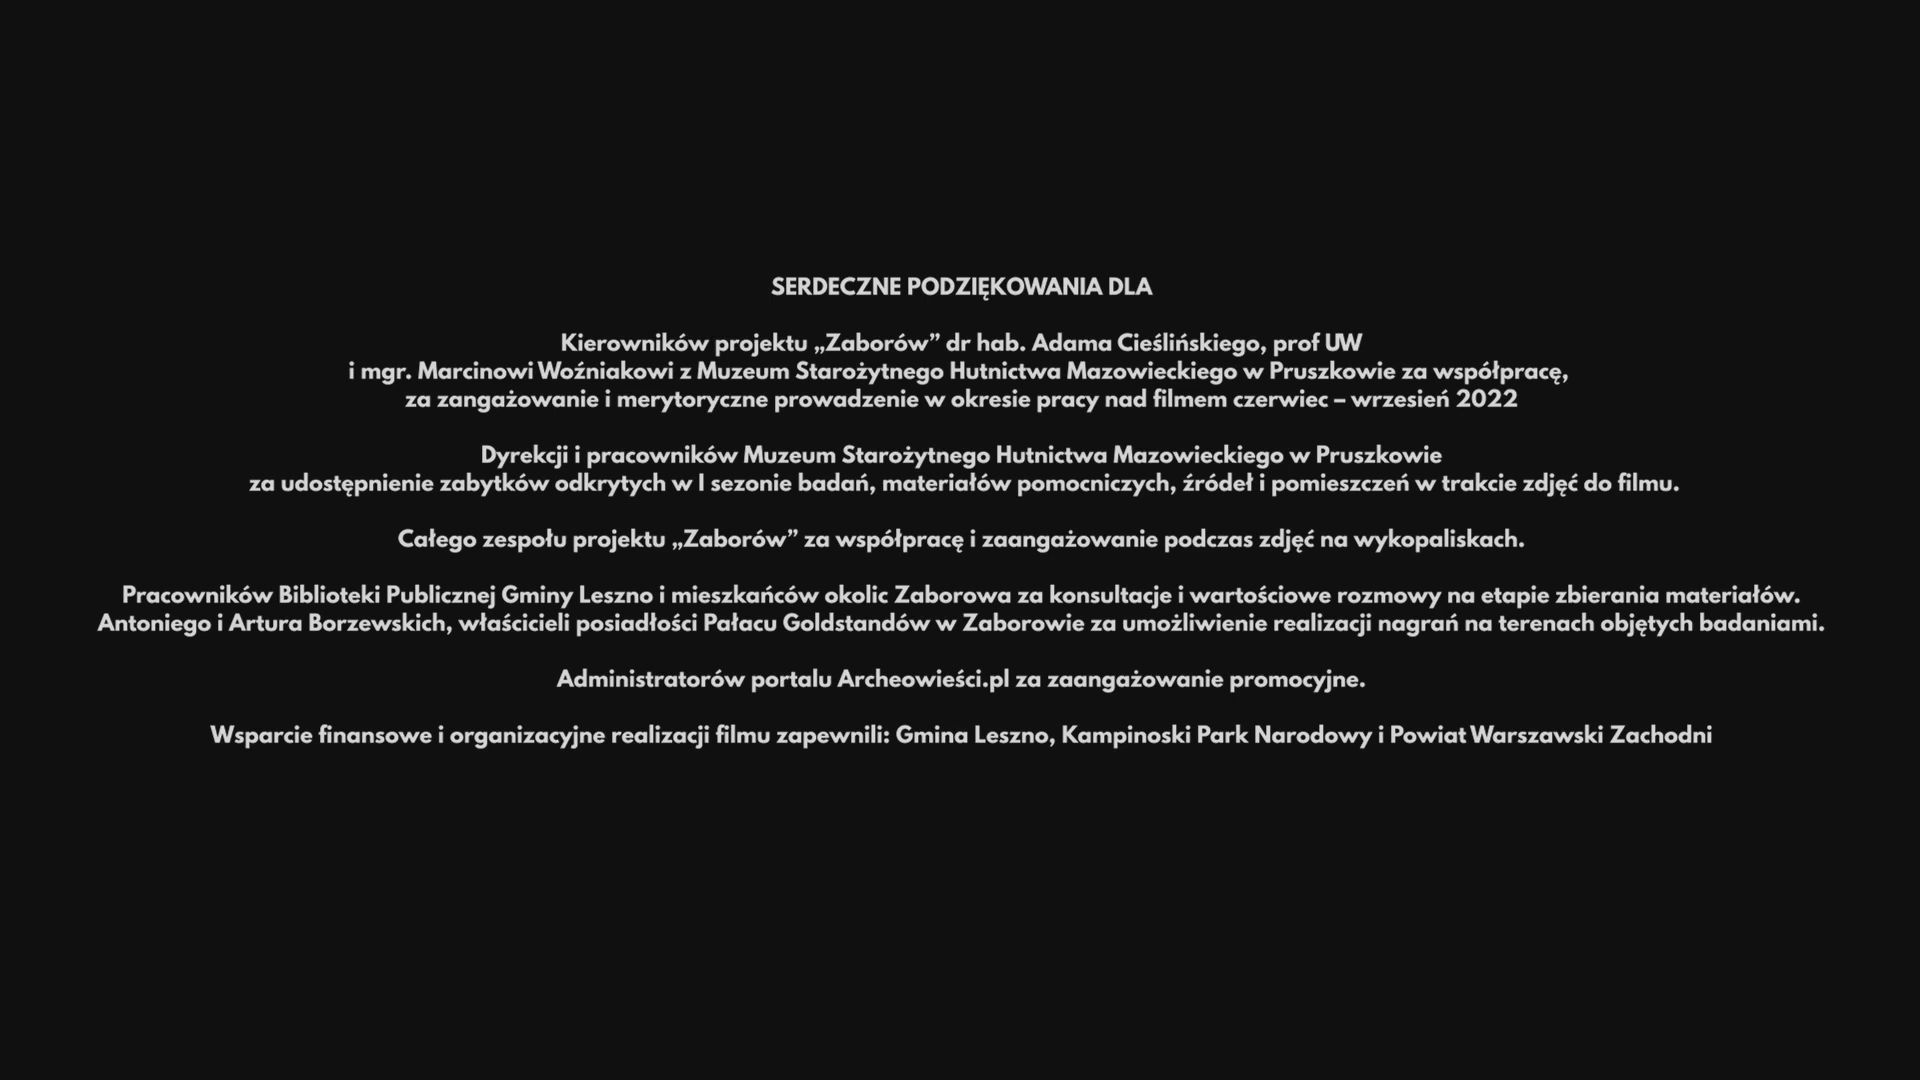 SERDECZNE PODZIĘKOWANIA DLA
Kierowników projektu „Zaborów” dr hab. Adama Cieślińskiego, prof UW
i mgr. Marcinowi Woźniakowi z Muzeum Starożytnego Hutnictwa Mazowieckiego w Pruszkowie za współpracę,
za zangażowanie i merytoryczne prowadzenie w okresie pracy nad filmem czerwiec – wrzesień 2022
Dyrekcji i pracowników Muzeum Starożytnego Hutnictwa Mazowieckiego w Pruszkowie
za udostępnienie zabytków odkrytych w I sezonie badań, materiałów pomocniczych, źródeł i pomieszczeń w trakcie zdjęć do filmu.
Całego zespołu projektu „Zaborów” za współpracę i zaangażowanie podczas zdjęć na wykopaliskach.
Pracowników Biblioteki Publicznej Gminy Leszno i mieszkańców okolic Zaborowa za konsultacje i wartościowe rozmowy na etapie zbierania materiałów.
Antoniego i Artura Borzewskich, właścicieli posiadłości Pałacu Goldstandów w Zaborowie za umożliwienie realizacji nagrań na terenach objętych badaniami.
Administratorów portalu Archeowieści.pl za zaangażowanie promocyjne.
Wsparcie finansowe i organizacyjne realizacji filmu zapewnili: Gmina Leszno, Kampinoski Park Narodowy i Powiat Warszawski Zachodni